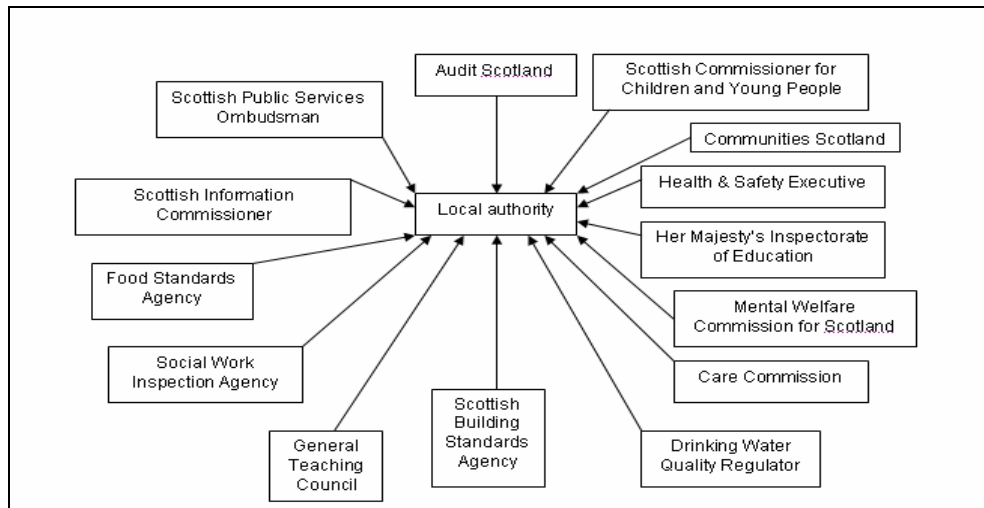 Audit Scotland
Scottish Commissioner for
Children and Young People
Scottish Public Services
Ombudsman
Communities Scotland
Health & Safety Executive
Scottish Information
Commissioner
Local authority
Her Majesty's Inspectorate
of Education
Food Standards
Agency
Mental Welfare
Commission for Scotland
Social Work
Inspection Agency
Care Commission
Scottish
Building
Standards
Agency
General
Teaching
Council
Drinking Water
Quality Regulator